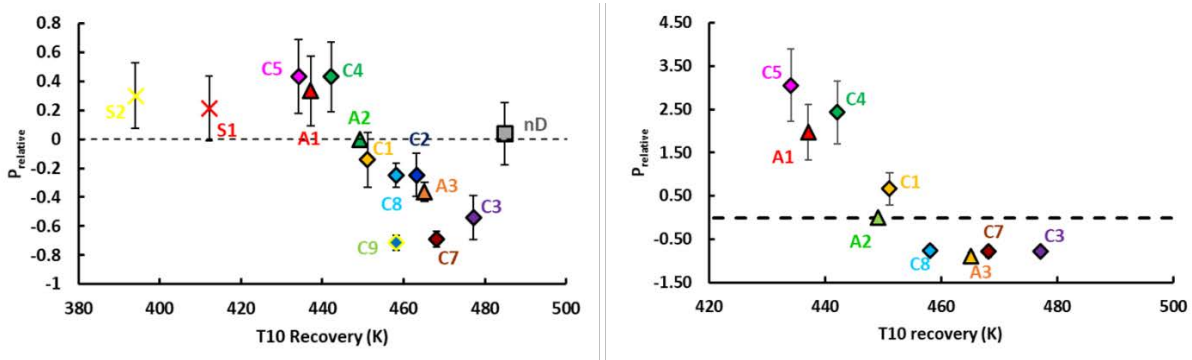 0.8
0.6
0.4
0.2
0
-0.2
-0.4
-0.6
-0.8
-1
P relative
380 400 420 440 460 480 500
T10 Recovery (K)
S2
S1
C5
A1
C4
A2
C1
C2
C8
A3
C9
C7
C3
nD
4.50
3.50
2.50
1.50
0.50
-0.50
-1.50
P relative
420 440 460 480 500
T10 recovery (K)
C5
C4
A1
C1
A2
C8
C7
A3
C3